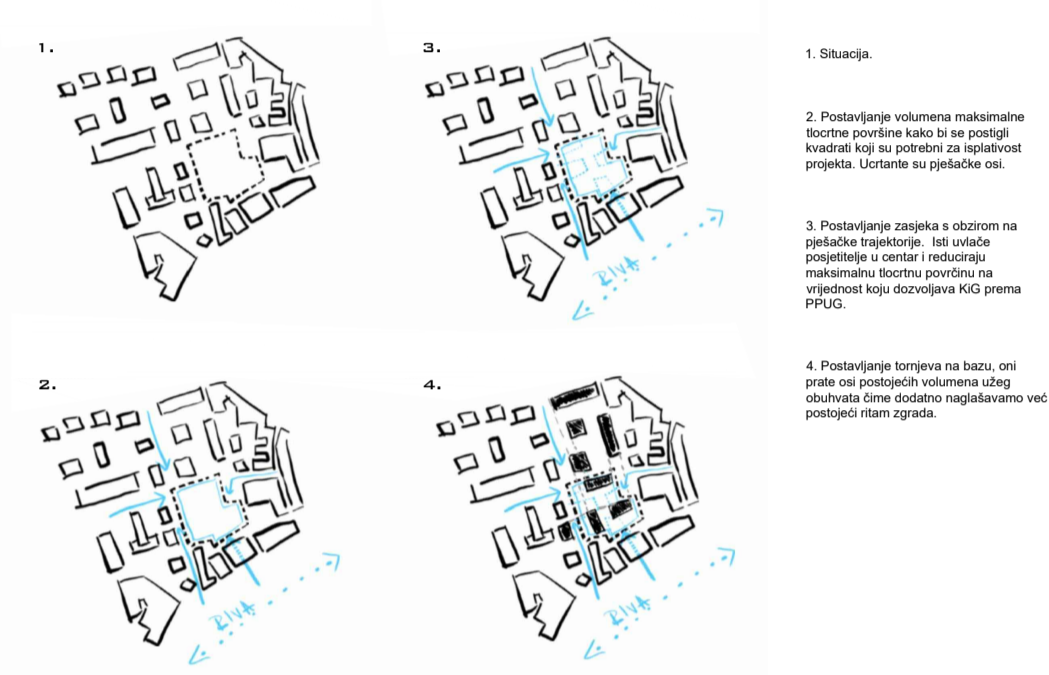 1.
3.
RIVA
2.
RIVA
4.
RIVA
1. Situacija.
2. Postavljanje volumena maksimalne
tlocrtne površine kako bi se postigli
kvadrati koji su potrebni za isplativost
projekta. Ucrtante su pješačke osi.
3. Postavljanje zasjeka s obzirom na
pješačke trajektorije.  Isti uvlače
posjetitelje u centar i reduciraju
maksimalnu tlocrtnu povrčinu na
vrijednost koju dozvoljava KiG prema
PPUG.
4. Postavljanje tornjeva na bazu, oni
prate osi postojećih volumena užeg
obuhvata čime dodatno naglašavamo već
postojeći ritam zgrada.